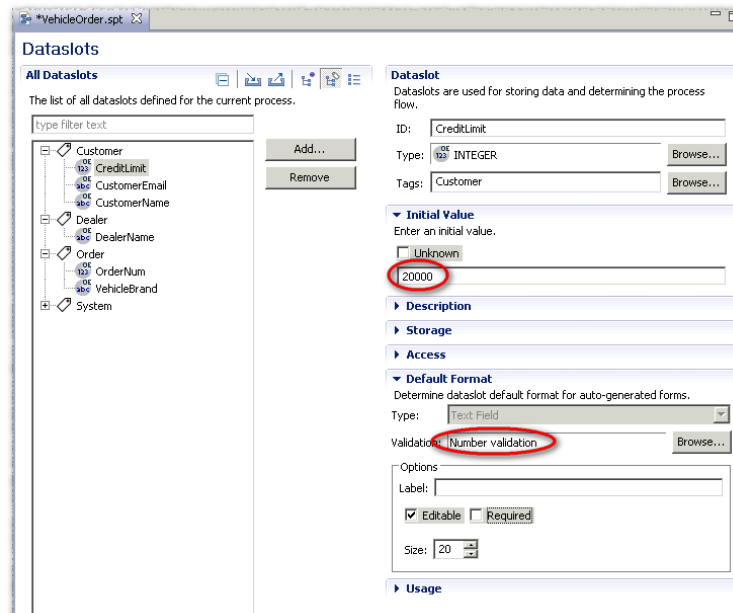 *VehicleOrder.spt
Dataslots
All Dataslots
The list of all dataslots defined for the current process.
type filter text
Customer
CreditLimit
CustomerEmail
CustomerName
Dealer
DealerName
Order
OrderNum
VehicleBrand
System
Add...
Remove
Dataslot
Dataslots are used for storing data and determining the process
flow.
ID: CreditLimit
Type: INTEGER Browse...
Tags: Customer Browse...
Initial Value
Enter an initial value.
Unknown
20000
Description
Storage
Access
Default Format
Determine dataslot default format for auto-generated forms.
Type: Text Field
Validation: Number validation Browse...
Options
Label:
Editable Required
Size: 20
Usage